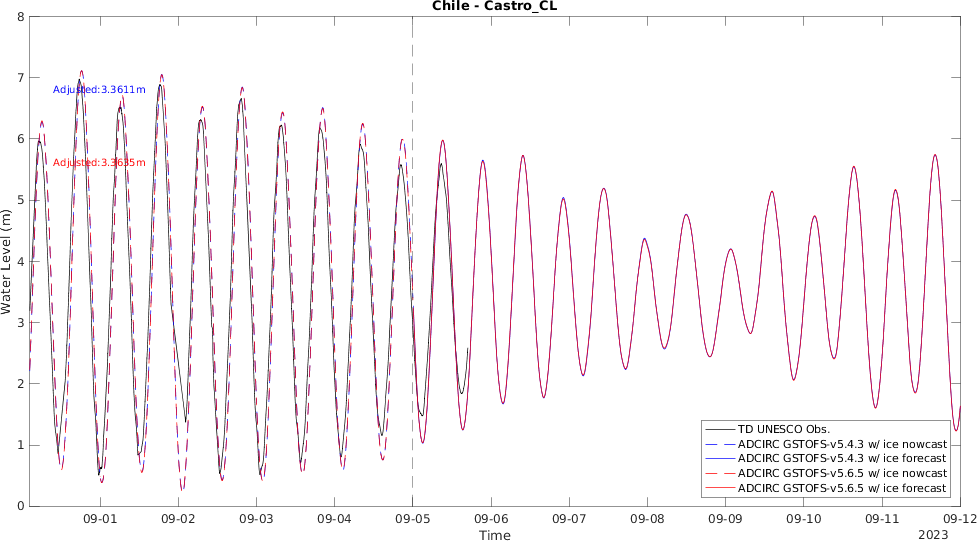 Chile - Castro_CL
8
7
6
5
4
3
2
1
0
Water Level (m)
Adjusted:3.3611m
Adjusted:3.3635m
TD UNESCO Obs.
ADCIRC GSTOFS-v5.4.3 w/ ice nowcast
ADCIRC GSTOFS-v5.4.3 w/ ice forecast
ADCIRC GSTOFS-v5.6.5 w/ ice nowcast
ADCIRC GSTOFS-v5.6.5 w/ ice forecast
09-01 09-02 09-03 09-04 09-05 09-06 09-07 09-08 09-09 09-10 09-11 09-12
Time
2023